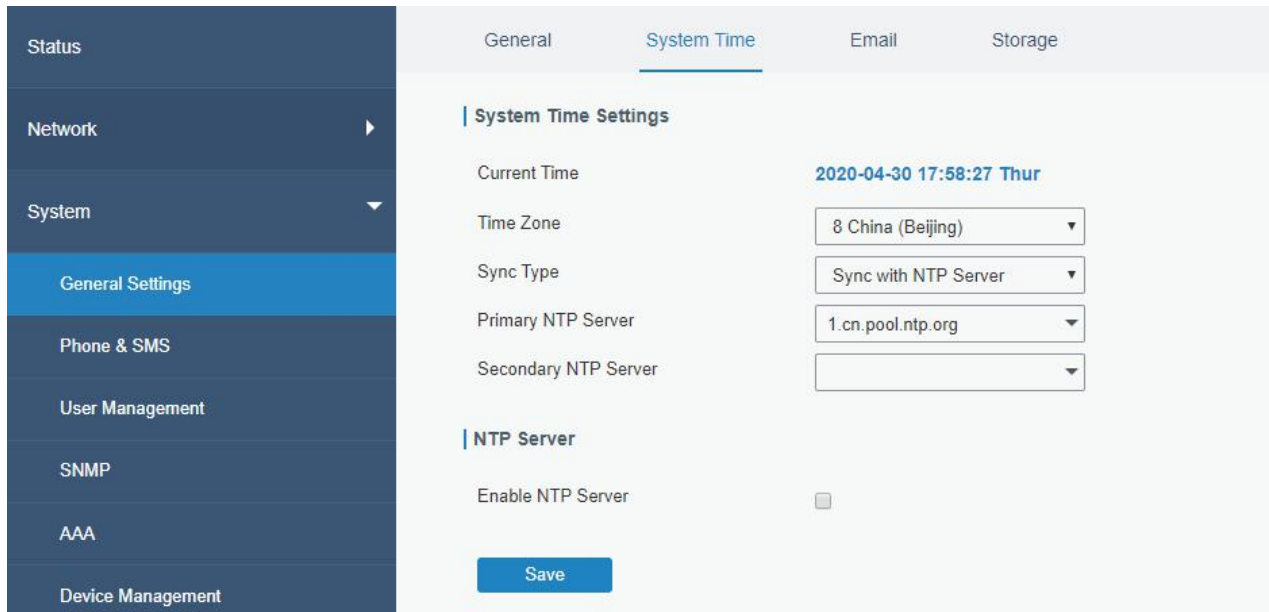 Status
Network
System
General Settings
Phone & SMS
User Management
SNMP
AAA
Device Management
General System Time Email Storage
System Time Settings
Current Time 2020-04-30 17:58:27 Thur
Time Zone 8 China (Beijing)
Sync Type Sync with NTP Server
Primary NTP Server 1.cn.pool.ntp.org
Secondary NTP Server
NTP Server
Enable NTP Server
Save